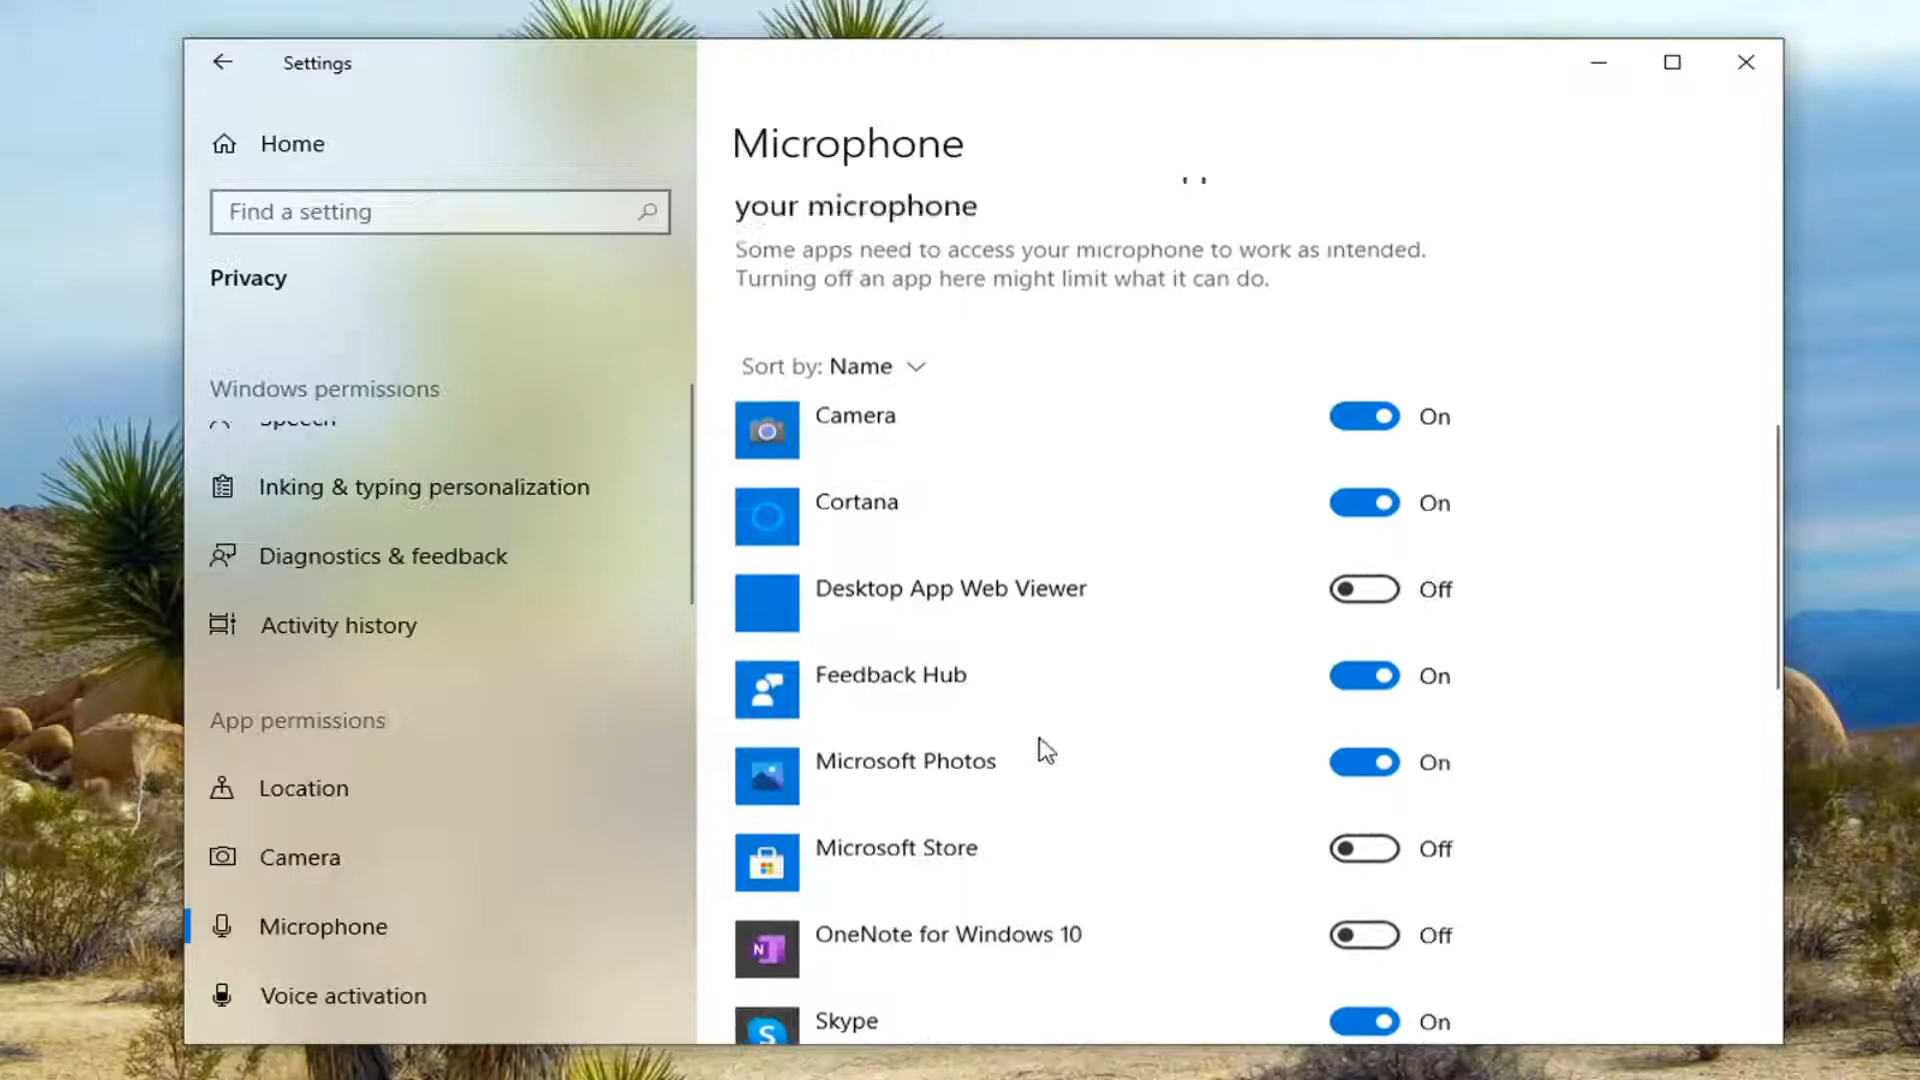 Settings
Home
Find a setting
Privacy
Windows permissions
Speech
Inking & typing personalization
Diagnostics & feedback
Activity history
App permissions
Location
Camera
Microphone
Voice activation
Microphone
your microphone
Some apps need to access your microphone to work as intended.
Turning off an app here might limit what it can do.
Sort by: Name
Camera On
Cortana On
Desktop App Web Viewer Off
Feedback Hub On
Microsoft Photos On
Microsoft Store Off
OneNote for Windows 10 Off
Skype On